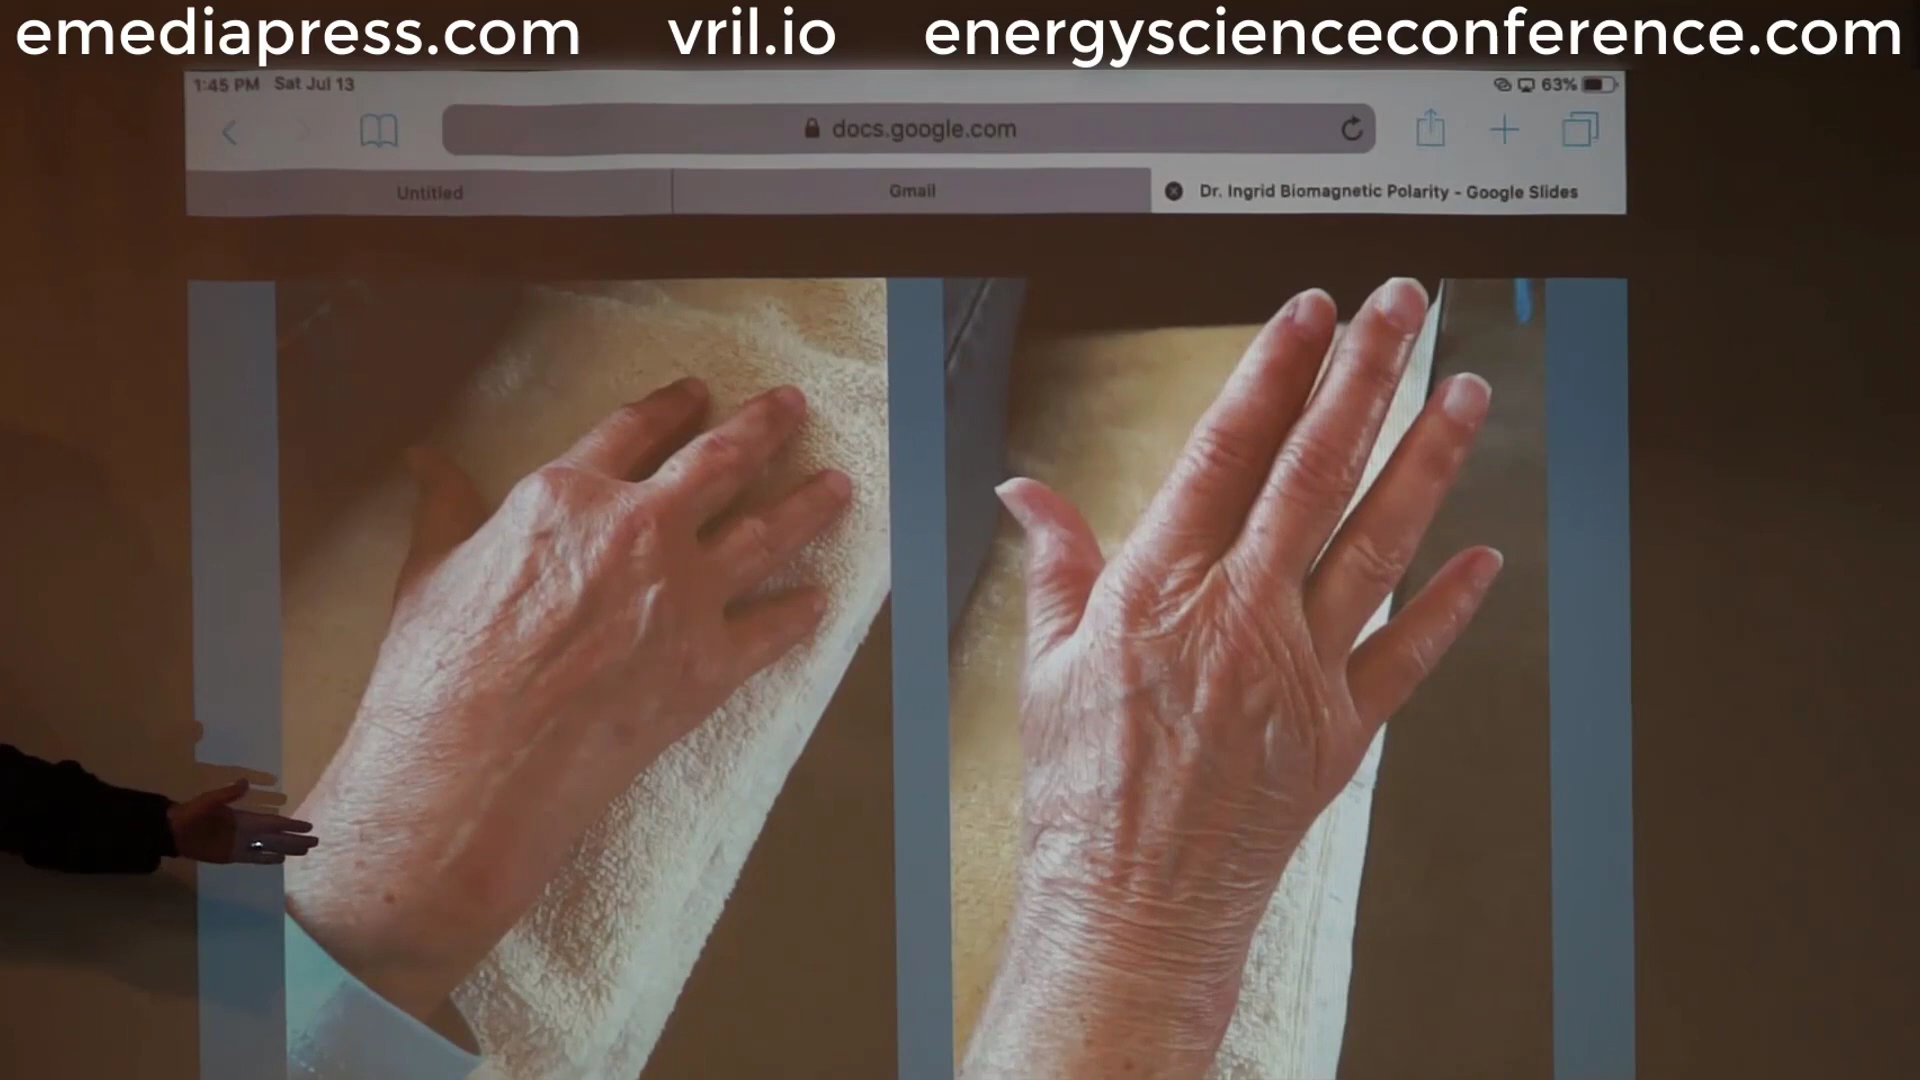 emediapress.com vril.io energyscienceconference.com
1:45 PM Sat Jul 13 63%
docs.google.com
Untitled Gmail Dr. Ingrid Biomagnetic Polarity - Google Slides